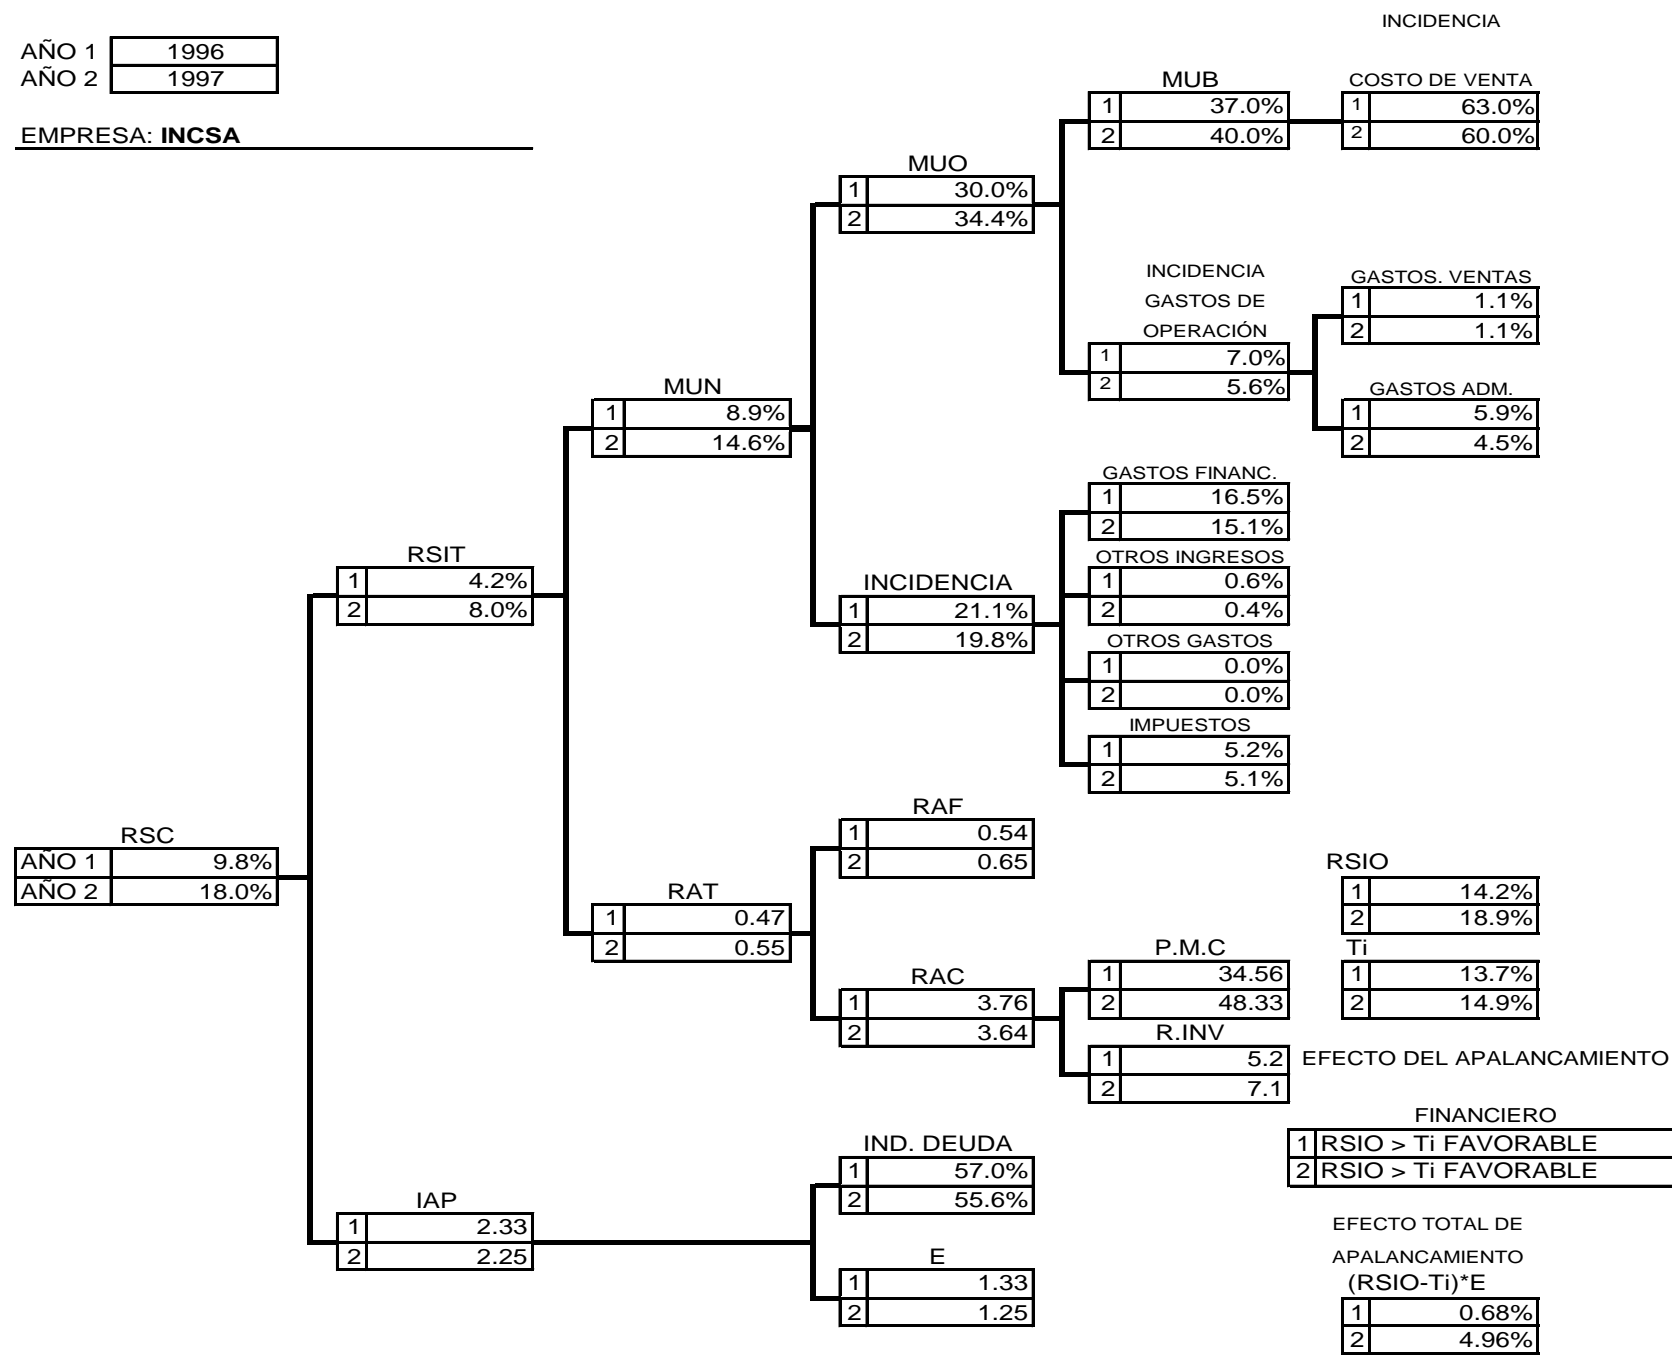 INCIDENCIA
AÑO 1 1996
AÑO 2 1997
EMPRESA: INCSA
MUB
1 37.0%
2 40.0%
COSTO DE VENTA
1 63.0%
2 60.0%
MUO
1 30.0%
2 34.4%
INCIDENCIA
GASTOS DE
OPERACIÓN
1 7.0%
2 5.6%
GASTOS. VENTAS
1 1.1%
2 1.1%
GASTOS ADM.
1 5.9%
2 4.5%
MUN
1 8.9%
2 14.6%
GASTOS FINANC.
1 16.5%
2 15.1%
RSIT
1 4.2%
2 8.0%
OTROS INGRESOS
1 0.6%
2 0.4%
INCIDENCIA
1 21.1%
2 19.8%
OTROS GASTOS
1 0.0%
2 0.0%
IMPUESTOS
1 5.2%
2 5.1%
RSC
AÑO 1 9.8%
AÑO 2 18.0%
RAF
1 0.54
2 0.65
RAT
1 0.47
2 0.55
RSIO
1 14.2%
2 18.9%
RAC
1 3.76
2 3.64
P.M.C
1 34.56
2 48.33
Ti
1 13.7%
2 14.9%
R.INV
1 5.2
2 7.1
EFECTO DEL APALANCAMIENTO
FINANCIERO
1 RSIO > Ti FAVORABLE
2 RSIO > Ti FAVORABLE
IND. DEUDA
1 57.0%
2 55.6%
IAP
1 2.33
2 2.25
E
1 1.33
2 1.25
EFECTO TOTAL DE
APALANCAMIENTO
(RSIO-Ti)*E
1 0.68%
2 4.96%